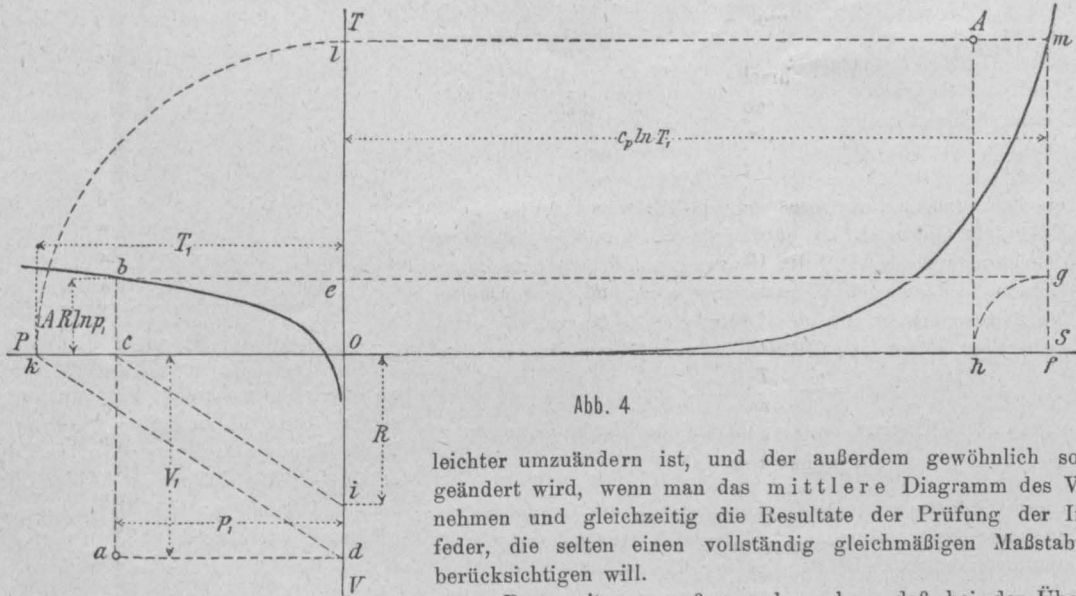 T
l
A
m
c_p ln T_1
T_1
b
e
g
A R ln p_1
P
k
c
O
h
S
f
Abb. 4
R
V_1
i
P_1
a
d
V
leichter umzuändern ist, und der außerdem gewöhnlich so
geändert wird, wenn man das mittlere Diagramm des V
nehmen und gleichzeitig die Resultate der Prüfung der I
feder, die selten einen vollständig gleichmäßigen Maßstab
berücksichtigen will.